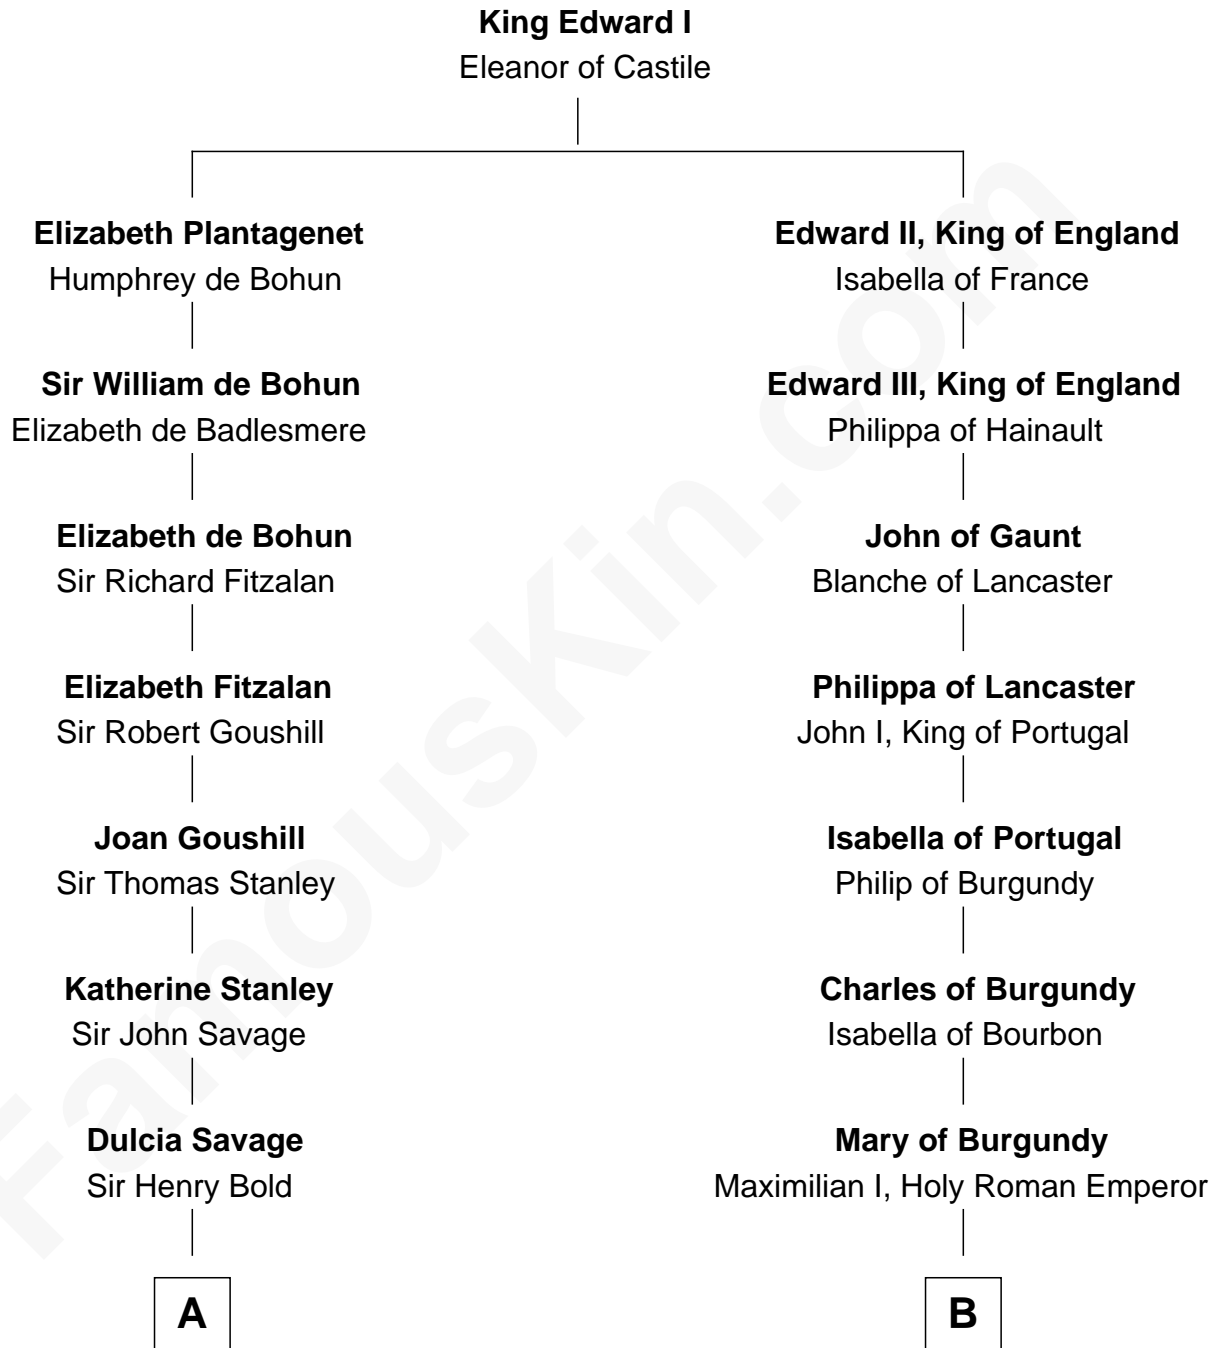 King Edward I
Eleanor of Castile
Elizabeth Plantagenet
Humphrey de Bohun
Sir William de Bohun
Elizabeth de Badlesmere
Elizabeth de Bohun
Sir Richard Fitzalan
Elizabeth Fitzalan
Sir Robert Goushill
Joan Goushill
Sir Thomas Stanley
Katherine Stanley
Sir John Savage
Dulcia Savage
Sir Henry Bold
A
Edward II, King of England
Isabella of France
Edward III, King of England
Philippa of Hainault
John of Gaunt
Blanche of Lancaster
Philippa of Lancaster
John I, King of Portugal
Isabella of Portugal
Philip of Burgundy
Charles of Burgundy
Isabella of Bourbon
Mary of Burgundy
Maximilian I, Holy Roman Emperor
B
FamousKin.com